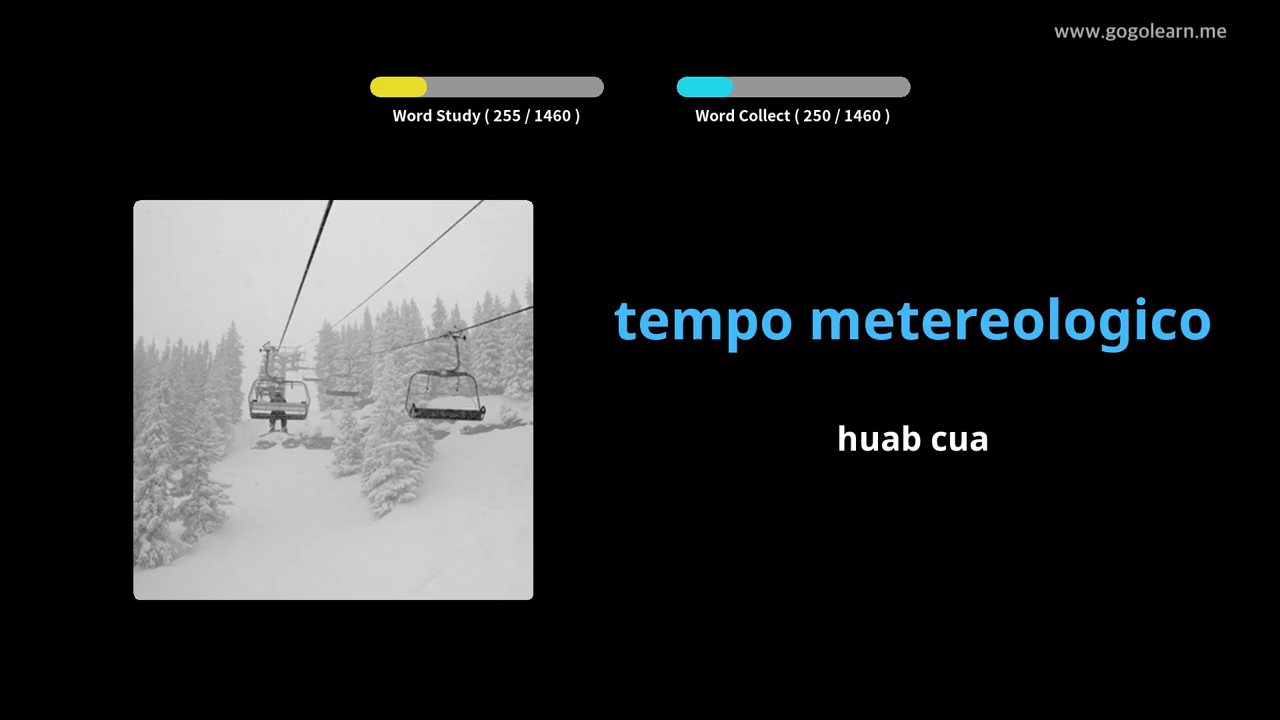 www.gogolearn.me
Word Study ( 255 / 1460 )
Word Collect ( 250 / 1460 )
tempo metereologico
huab cua